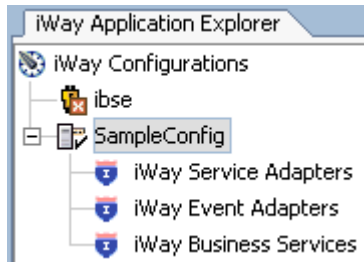 iWay Application Explorer
iWay Configurations
ibse
SampleConfig
iWay Service Adapters
iWay Event Adapters
iWay Business Services